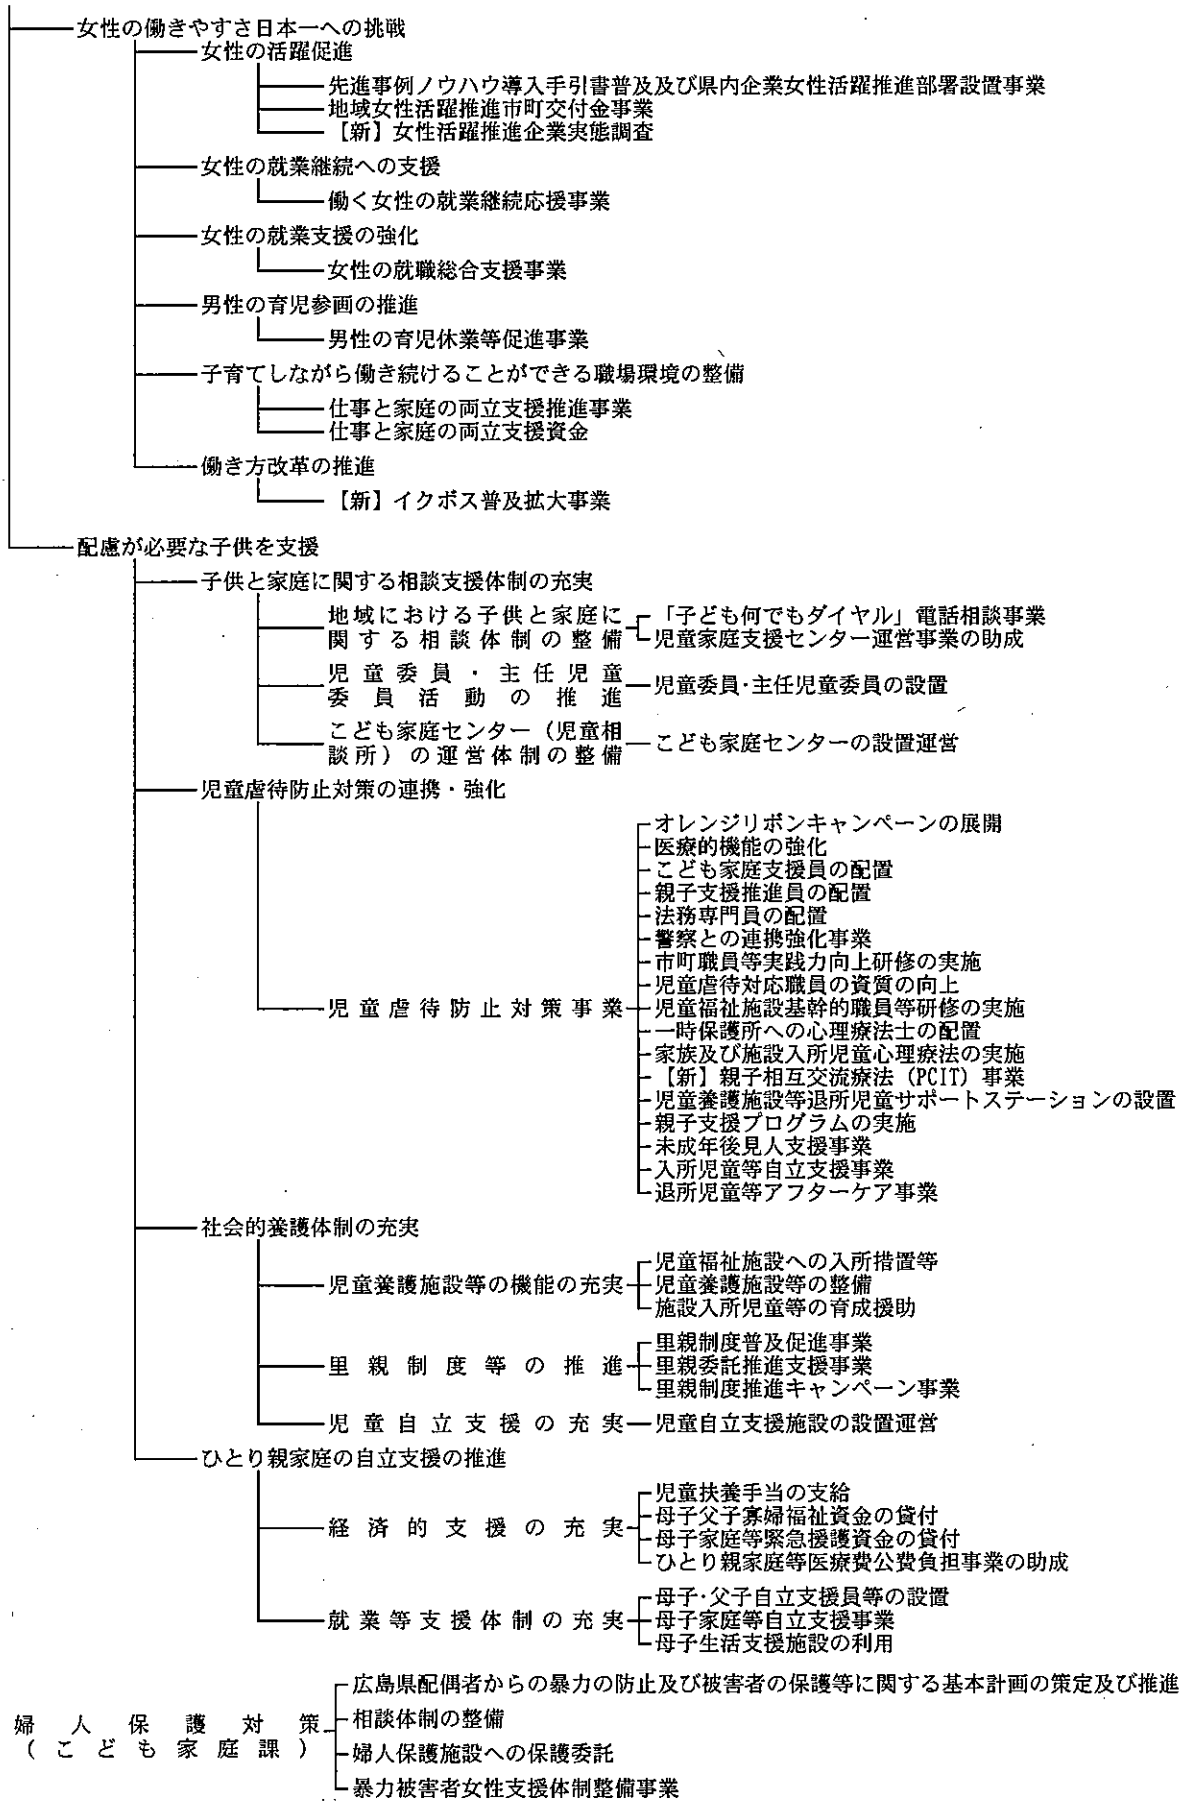 女性の働きやすさ日本一への挑戦
女性の活躍促進
先進事例ノウハウ導入手引書普及及び県内企業女性活躍推進部署設置事業
地域女性活躍推進市町交付金事業
【新】女性活躍推進企業実態調査
女性の就業継続への支援
働く女性の就業継続応援事業
女性の就業支援の強化
女性の就職総合支援事業
男性の育児参画の推進
男性の育児休業等促進事業
子育てしながら働き続けることができる職場環境の整備
仕事と家庭の両立支援推進事業
仕事と家庭の両立支援資金
働き方改革の推進
【新】イクボス普及拡大事業
配慮が必要な子供を支援
子供と家庭に関する相談支援体制の充実
地域における子供と家庭に
関する相談体制の整備
「子ども何でもダイヤル」電話相談事業
児童家庭支援センター運営事業の助成
児童委員・主任児童
委員活動の推進
児童委員・主任児童委員の設置
こども家庭センター（児童相
談所）の運営体制の整備
こども家庭センターの設置運営
児童虐待防止対策の連携・強化
児童虐待防止対策事業
オレンジリボンキャンペーンの展開
医療的機能の強化
こども家庭支援員の配置
親子支援推進員の配置
法務専門員の配置
警察との連携強化事業
市町職員等実践力向上研修の実施
児童虐待対応職員の資質の向上
児童福祉施設基幹的職員等研修の実施
一時保護所への心理療法士の配置
家族及び施設入所児童心理療法の実施
【新】親子相互交流療法（PCIT）事業
児童養護施設等退所児童サポートステーションの設置
親子支援プログラムの実施
未成年後見人支援事業
入所児童等自立支援事業
退所児童等アフターケア事業
社会的養護体制の充実
児童養護施設等の機能の充実
児童福祉施設への入所措置等
児童養護施設等の整備
施設入所児童等の育成援助
里親制度等の推進
里親制度普及促進事業
里親委託推進支援事業
里親制度推進キャンペーン事業
児童自立支援の充実
児童自立支援施設の設置運営
ひとり親家庭の自立支援の推進
経済的支援の充実
児童扶養手当の支給
母子父子寡婦福祉資金の貸付
母子家庭等緊急援護資金の貸付
ひとり親家庭等医療費公費負担事業の助成
就業等支援体制の充実
母子・父子自立支援員等の設置
母子家庭等自立支援事業
母子生活支援施設の利用
婦人保護対策
（こども家庭課）
広島県配偶者からの暴力の防止及び被害者の保護等に関する基本計画の策定及び推進
相談体制の整備
婦人保護施設への保護委託
暴力被害者女性支援体制整備事業